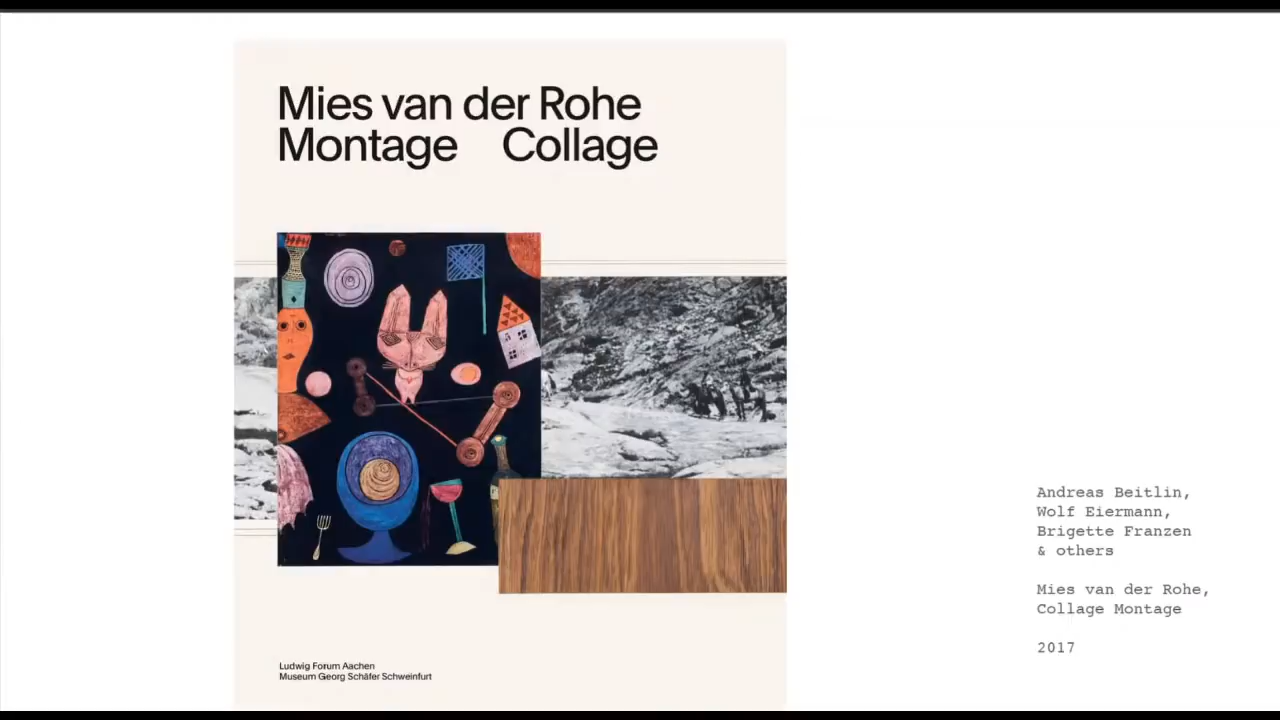 Mies van der Rohe
Montage Collage
Ludwig Forum Aachen
Museum Georg Schäfer Schweinfurt
Andreas Beitlin,
Wolf Eiermann,
Brigette Franzen
& others
Mies van der Rohe,
Collage Montage
2017